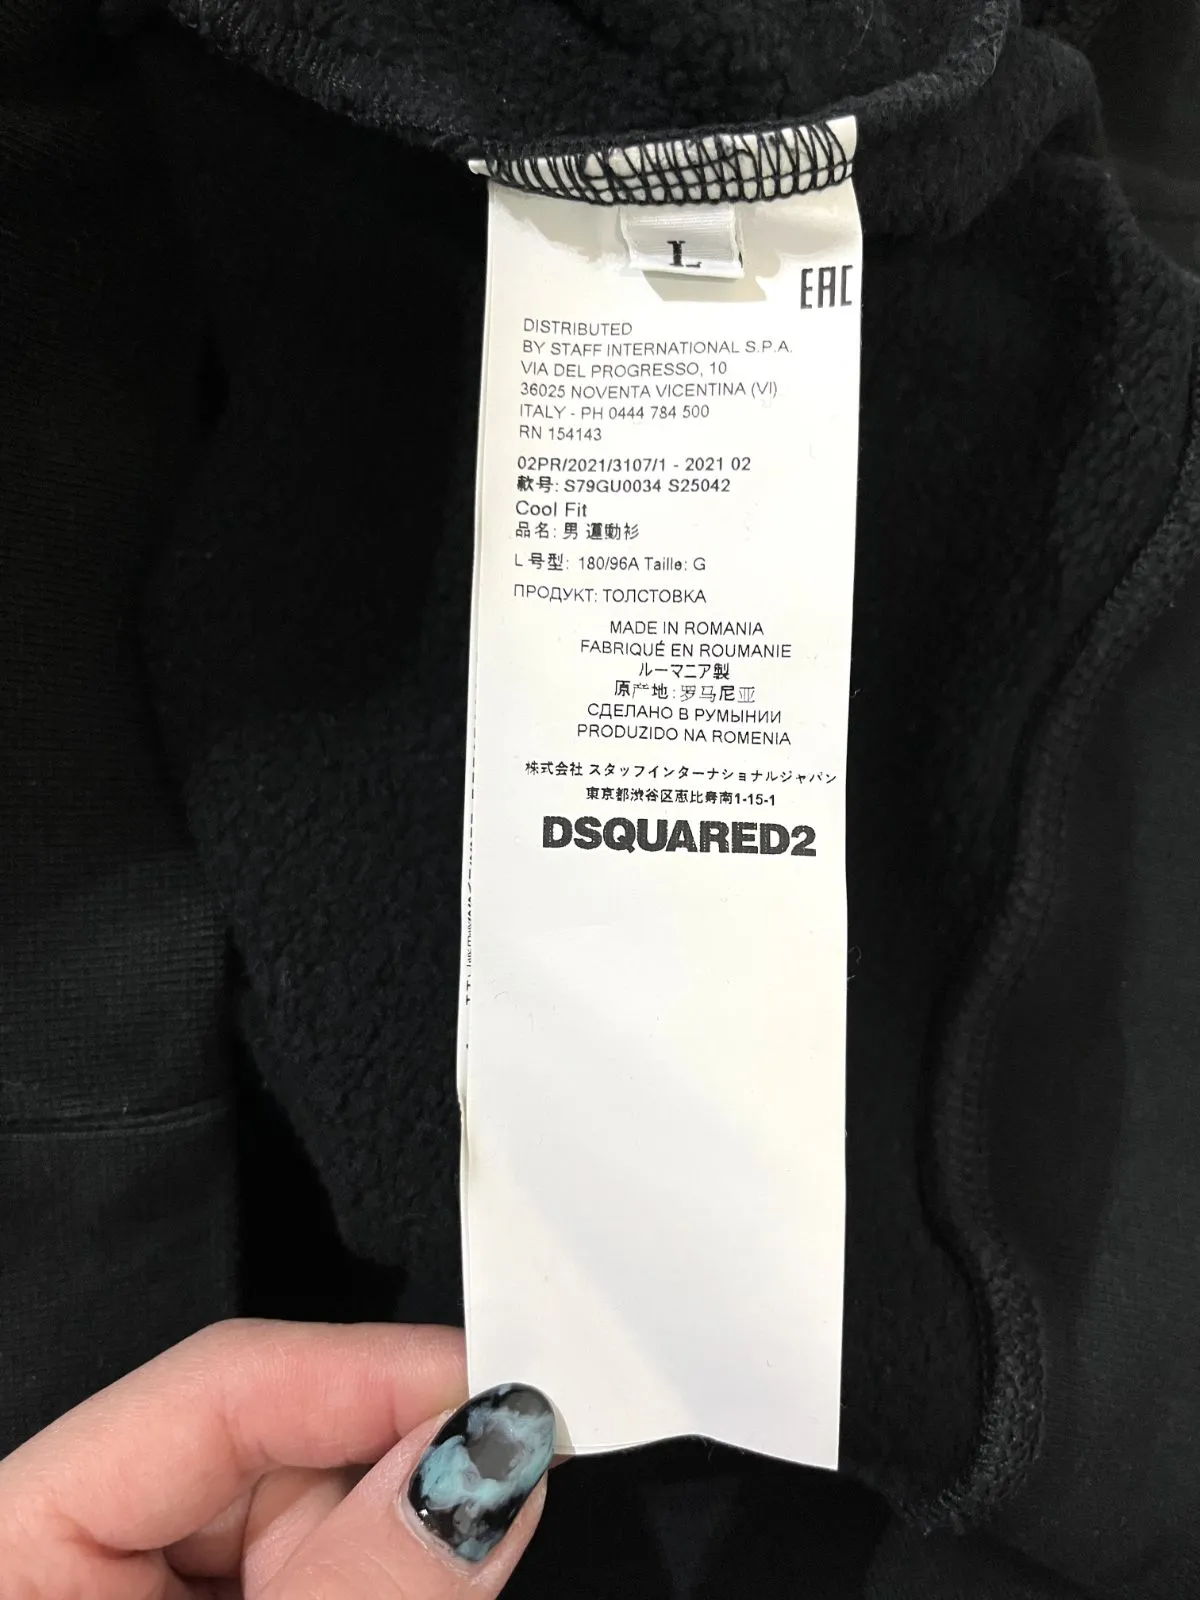 L
EAC
DISTRIBUTED
BY STAFF INTERNATIONAL S.P.A.
VIA DEL PROGRESSO, 10
36025 NOVENTA VICENTINA (VI)
ITALY - PH 0444 784 500
RN 154143
02PR/2021/3107/1 - 2021 02
款号: S79GU0034 S25042
Cool Fit
品名: 男 運動衫
L 号型: 180/96A Taille: G
ПРОДУКТ: ТОЛСТОВКА
MADE IN ROMANIA
FABRIQUÉ EN ROUMANIE
ルーマニア製
原产地: 罗马尼亚
СДЕЛАНО В РУМЫНИИ
PRODUZIDO NA ROMENIA
株式会社 スタッフインターナショナルジャパン
東京都渋谷区恵比寿南1-15-1
DSQUARED2